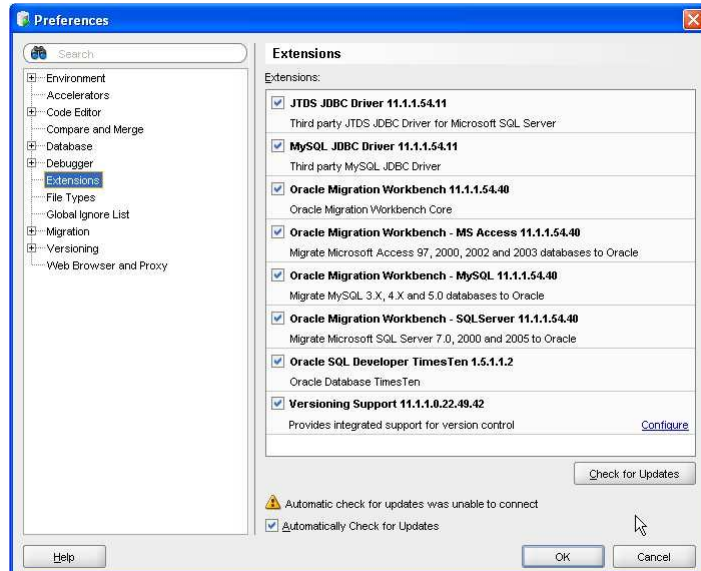 Preferences
Search
Environment
Accelerators
Code Editor
Compare and Merge
Database
Debugger
Extensions
File Types
Global Ignore List
Migration
Versioning
Web Browser and Proxy
Extensions
Extensions:
JTDS JDBC Driver 11.1.1.54.11
Third party JTDS JDBC Driver for Microsoft SQL Server
MySQL JDBC Driver 11.1.1.54.11
Third party MySQL JDBC Driver
Oracle Migration Workbench 11.1.1.54.40
Oracle Migration Workbench Core
Oracle Migration Workbench - MS Access 11.1.1.54.40
Migrate Microsoft Access 97, 2000, 2002 and 2003 databases to Oracle
Oracle Migration Workbench - MySQL 11.1.1.54.40
Migrate MySQL 3.X, 4.X and 5.0 databases to Oracle
Oracle Migration Workbench - SQLServer 11.1.1.54.40
Migrate Microsoft SQL Server 7.0, 2000 and 2005 to Oracle
Oracle SQL Developer TimesTen 1.5.1.1.2
Oracle Database TimesTen
Versioning Support 11.1.1.0.22.49.42
Provides integrated support for version control Configure
Check for Updates
Automatic check for updates was unable to connect
Automatically Check for Updates
Help OK Cancel